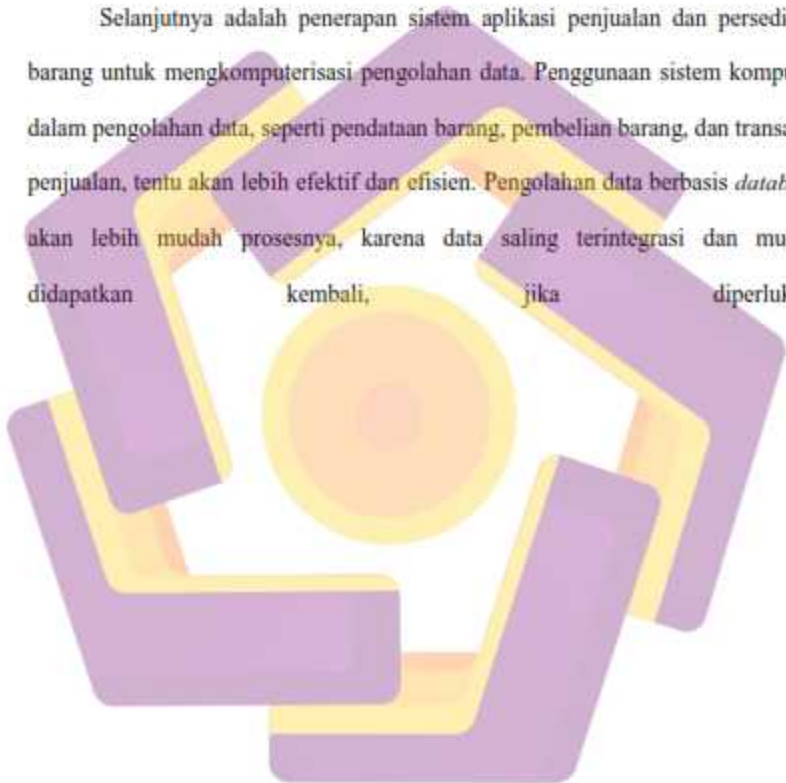 Selanjutnya adalah penerapan sistem aplikasi penjualan dan persedi
barang untuk mengkomputerisasi pengolahan data. Penggunaan sistem kompu
dalam pengolahan data, seperti pendataan barang, pembelian barang, dan transa
penjualan, tentu akan lebih efektif dan efisien. Pengolahan data berbasis datab
akan lebih mudah prosesnya, karena data saling terintegrasi dan mu
didapatkan kembali, jika diperluk